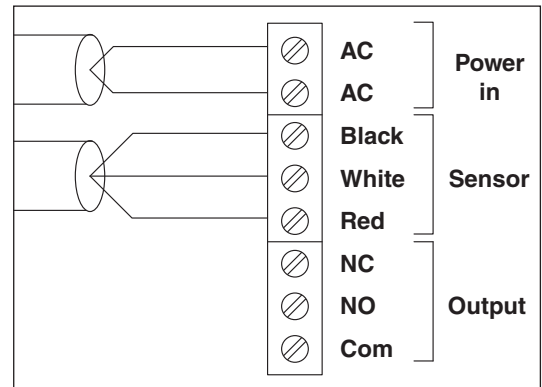 AC
AC
Power
in
Black
White
Red
Sensor
NC
NO
Com
Output